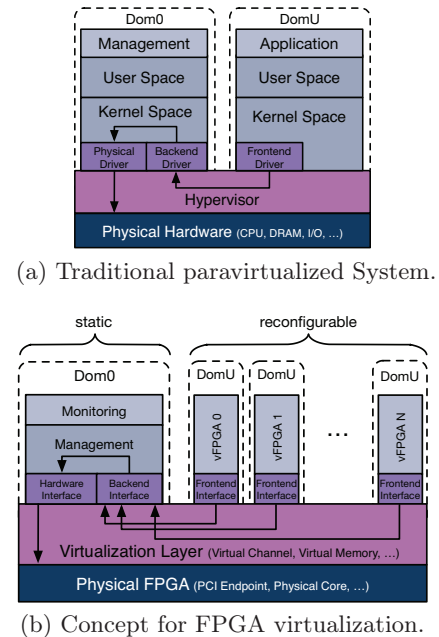 Dom0 DomU
Management Application
User Space User Space
Kernel Space Kernel Space
Physical Driver Backend Driver Frontend Driver
Hypervisor
Physical Hardware (CPU, DRAM, I/O, ...)
(a) Traditional paravirtualized System.
static reconfigurable
Dom0 DomU DomU DomU
Monitoring
Management
vFPGA 0 vFPGA 1 ... vFPGA N
Hardware Interface Backend Interface Frontend Interface Frontend Interface Frontend Interface
Virtualization Layer (Virtual Channel, Virtual Memory, ...)
Physical FPGA (PCI Endpoint, Physical Core, ...)
(b) Concept for FPGA virtualization.